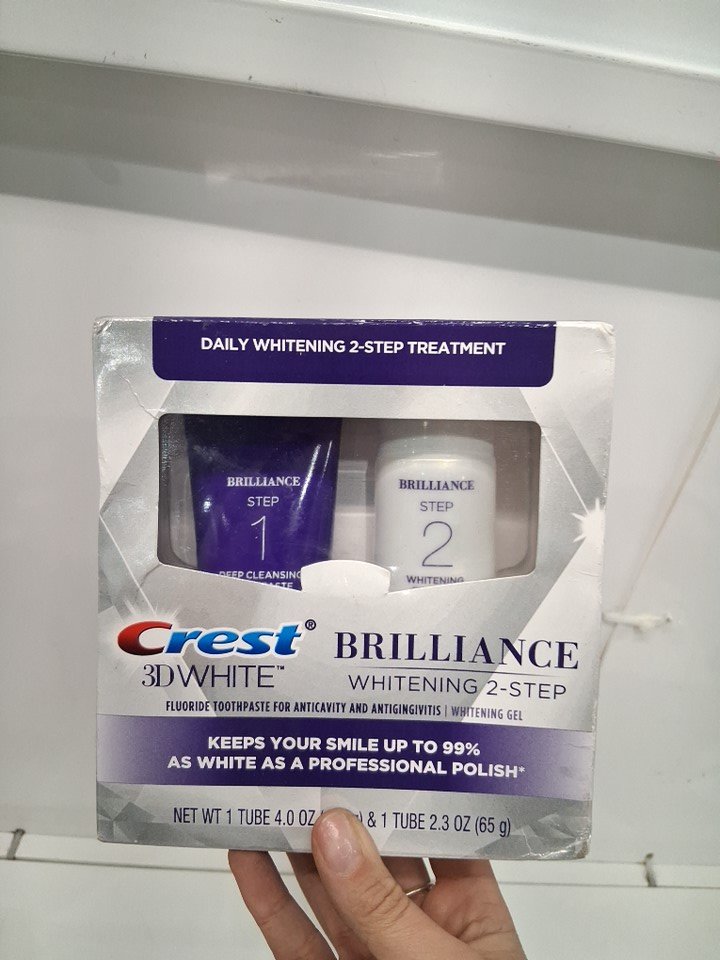 DAILY WHITENING 2-STEP TREATMENT
BRILLIANCE
STEP
1
DEEP CLEANSING
BRILLIANCE
STEP
2
WHITENING
Crest®
3DWHITE™
BRILLIANCE
WHITENING 2-STEP
FLUORIDE TOOTHPASTE FOR ANTICAVITY AND ANTIGINGIVITIS | WHITENING GEL
KEEPS YOUR SMILE UP TO 99%
AS WHITE AS A PROFESSIONAL POLISH*
NET WT 1 TUBE 4.0 OZ & 1 TUBE 2.3 OZ (65 g)